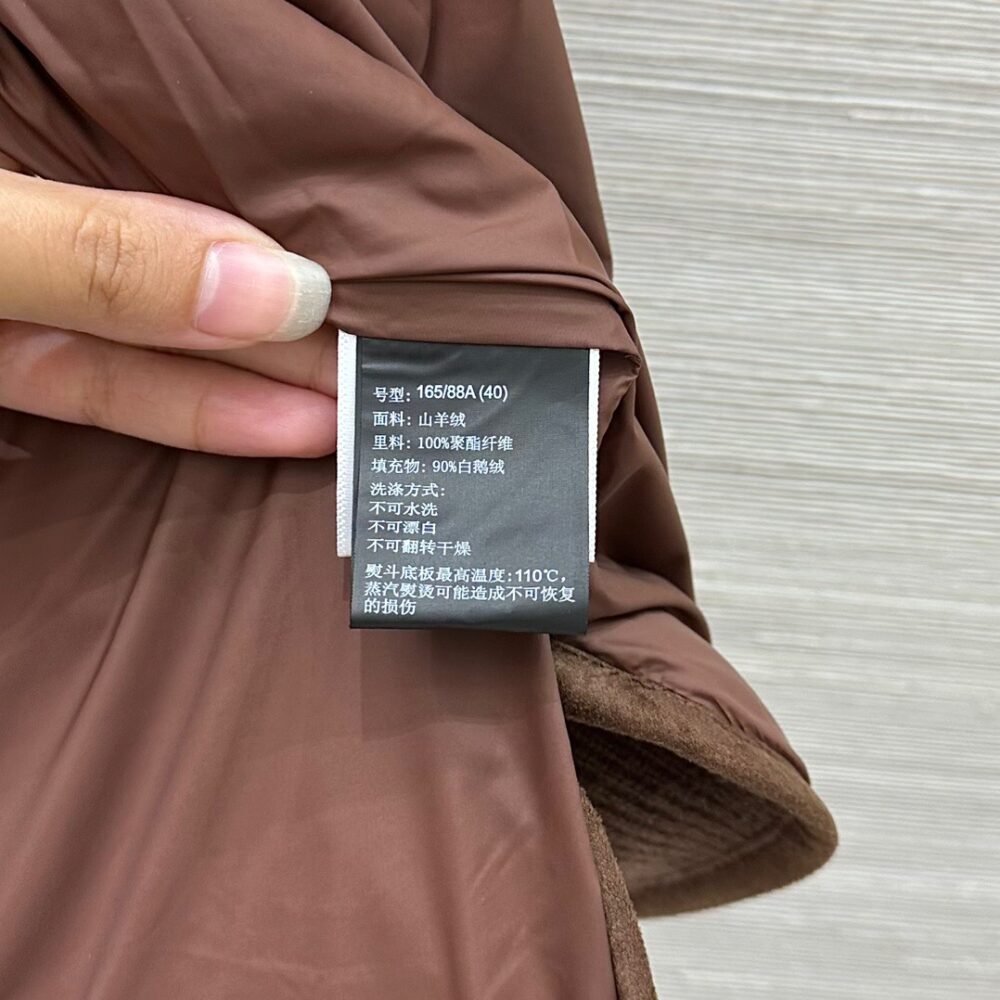 号型: 165/88A (40)
面料: 山羊绒
里料: 100%聚酯纤维
填充物: 90%白鹅绒
洗涤方式:
不可水洗
不可漂白
不可翻转干燥
熨斗底板最高温度:110℃,
蒸汽熨烫可能造成不可恢复
的损伤